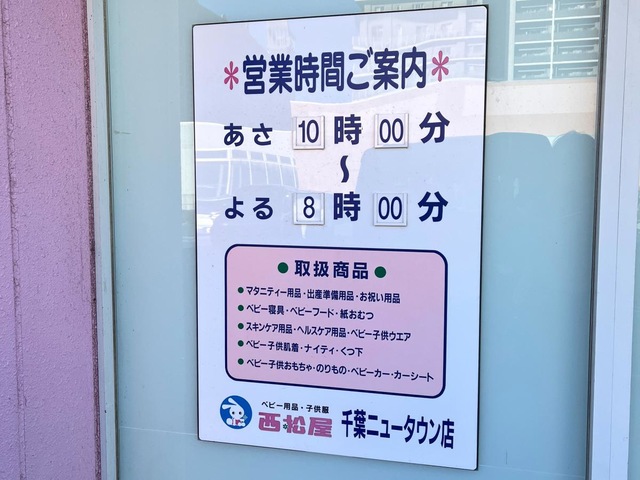 *営業時間ご案内*
あさ 10 時 00 分
~
よる 8 時 00 分
● 取扱商品 ●
● マタニティー用品・出産準備用品・お祝い用品
● ベビー寝具・ベビーフード・紙おむつ
● スキンケア用品・ヘルスケア用品・ベビー子供ウエア
● ベビー子供肌着・ナイティ・くつ下
● ベビー子供おもちゃ・のりもの・ベビーカー・カーシート
ベビー用品・子供服
西松屋 千葉ニュータウン店